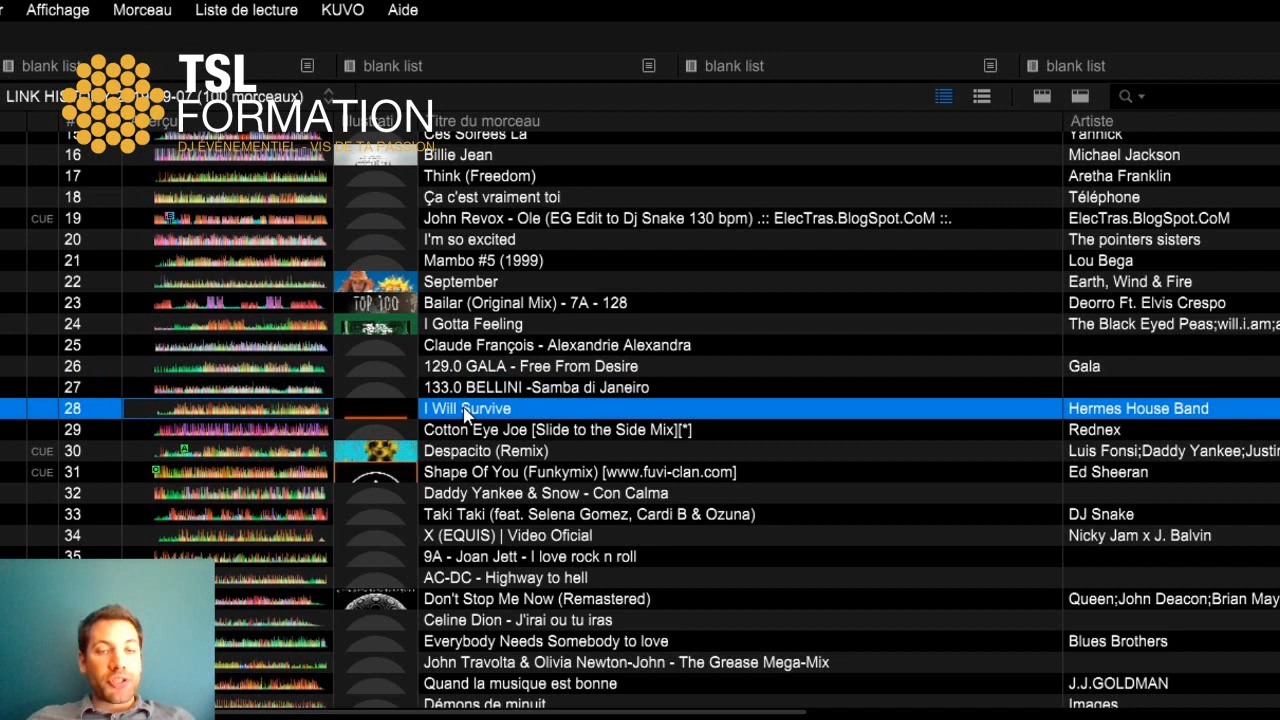 r Affichage Morceau Liste de lecture KUVO Aide
blank list blank list blank list blank list
TSL
FORMATION
DJ ÉVÉNEMENTIEL - VIS DE TA PASSION
(100 morceaux)
Titre du morceau Artiste
15 Ces Soirées La Yannick
16 Billie Jean Michael Jackson
17 Think (Freedom) Aretha Franklin
18 Ça c'est vraiment toi Téléphone
CUE 19 John Revox - Ole (EG Edit to Dj Snake 130 bpm) .:: ElecTras.BlogSpot.CoM ::. ElecTras.BlogSpot.CoM
20 I'm so excited The pointers sisters
21 Mambo #5 (1999) Lou Bega
22 September Earth, Wind & Fire
23 TOP 100 Bailar (Original Mix) - 7A - 128 Deorro Ft. Elvis Crespo
24 I Gotta Feeling The Black Eyed Peas;will.i.am;a
25 Claude François - Alexandrie Alexandra
26 129.0 GALA - Free From Desire Gala
27 133.0 BELLINI -Samba di Janeiro
28 I Will Survive Hermes House Band
29 Cotton Eye Joe [Slide to the Side Mix][*] Rednex
CUE 30 A Despacito (Remix) Luis Fonsi;Daddy Yankee;Justin
CUE 31 Shape Of You (Funkymix) [www.fuvi-clan.com] Ed Sheeran
32 Daddy Yankee & Snow - Con Calma
33 Taki Taki (feat. Selena Gomez, Cardi B & Ozuna) DJ Snake
34 X (EQUIS) | Video Oficial Nicky Jam x J. Balvin
35 9A - Joan Jett - I love rock n roll
AC-DC - Highway to hell
Don't Stop Me Now (Remastered) Queen;John Deacon;Brian May
Celine Dion - J'irai ou tu iras
Everybody Needs Somebody to love Blues Brothers
John Travolta & Olivia Newton-John - The Grease Mega-Mix
Quand la musique est bonne J.J.GOLDMAN
Démons de minuit Images